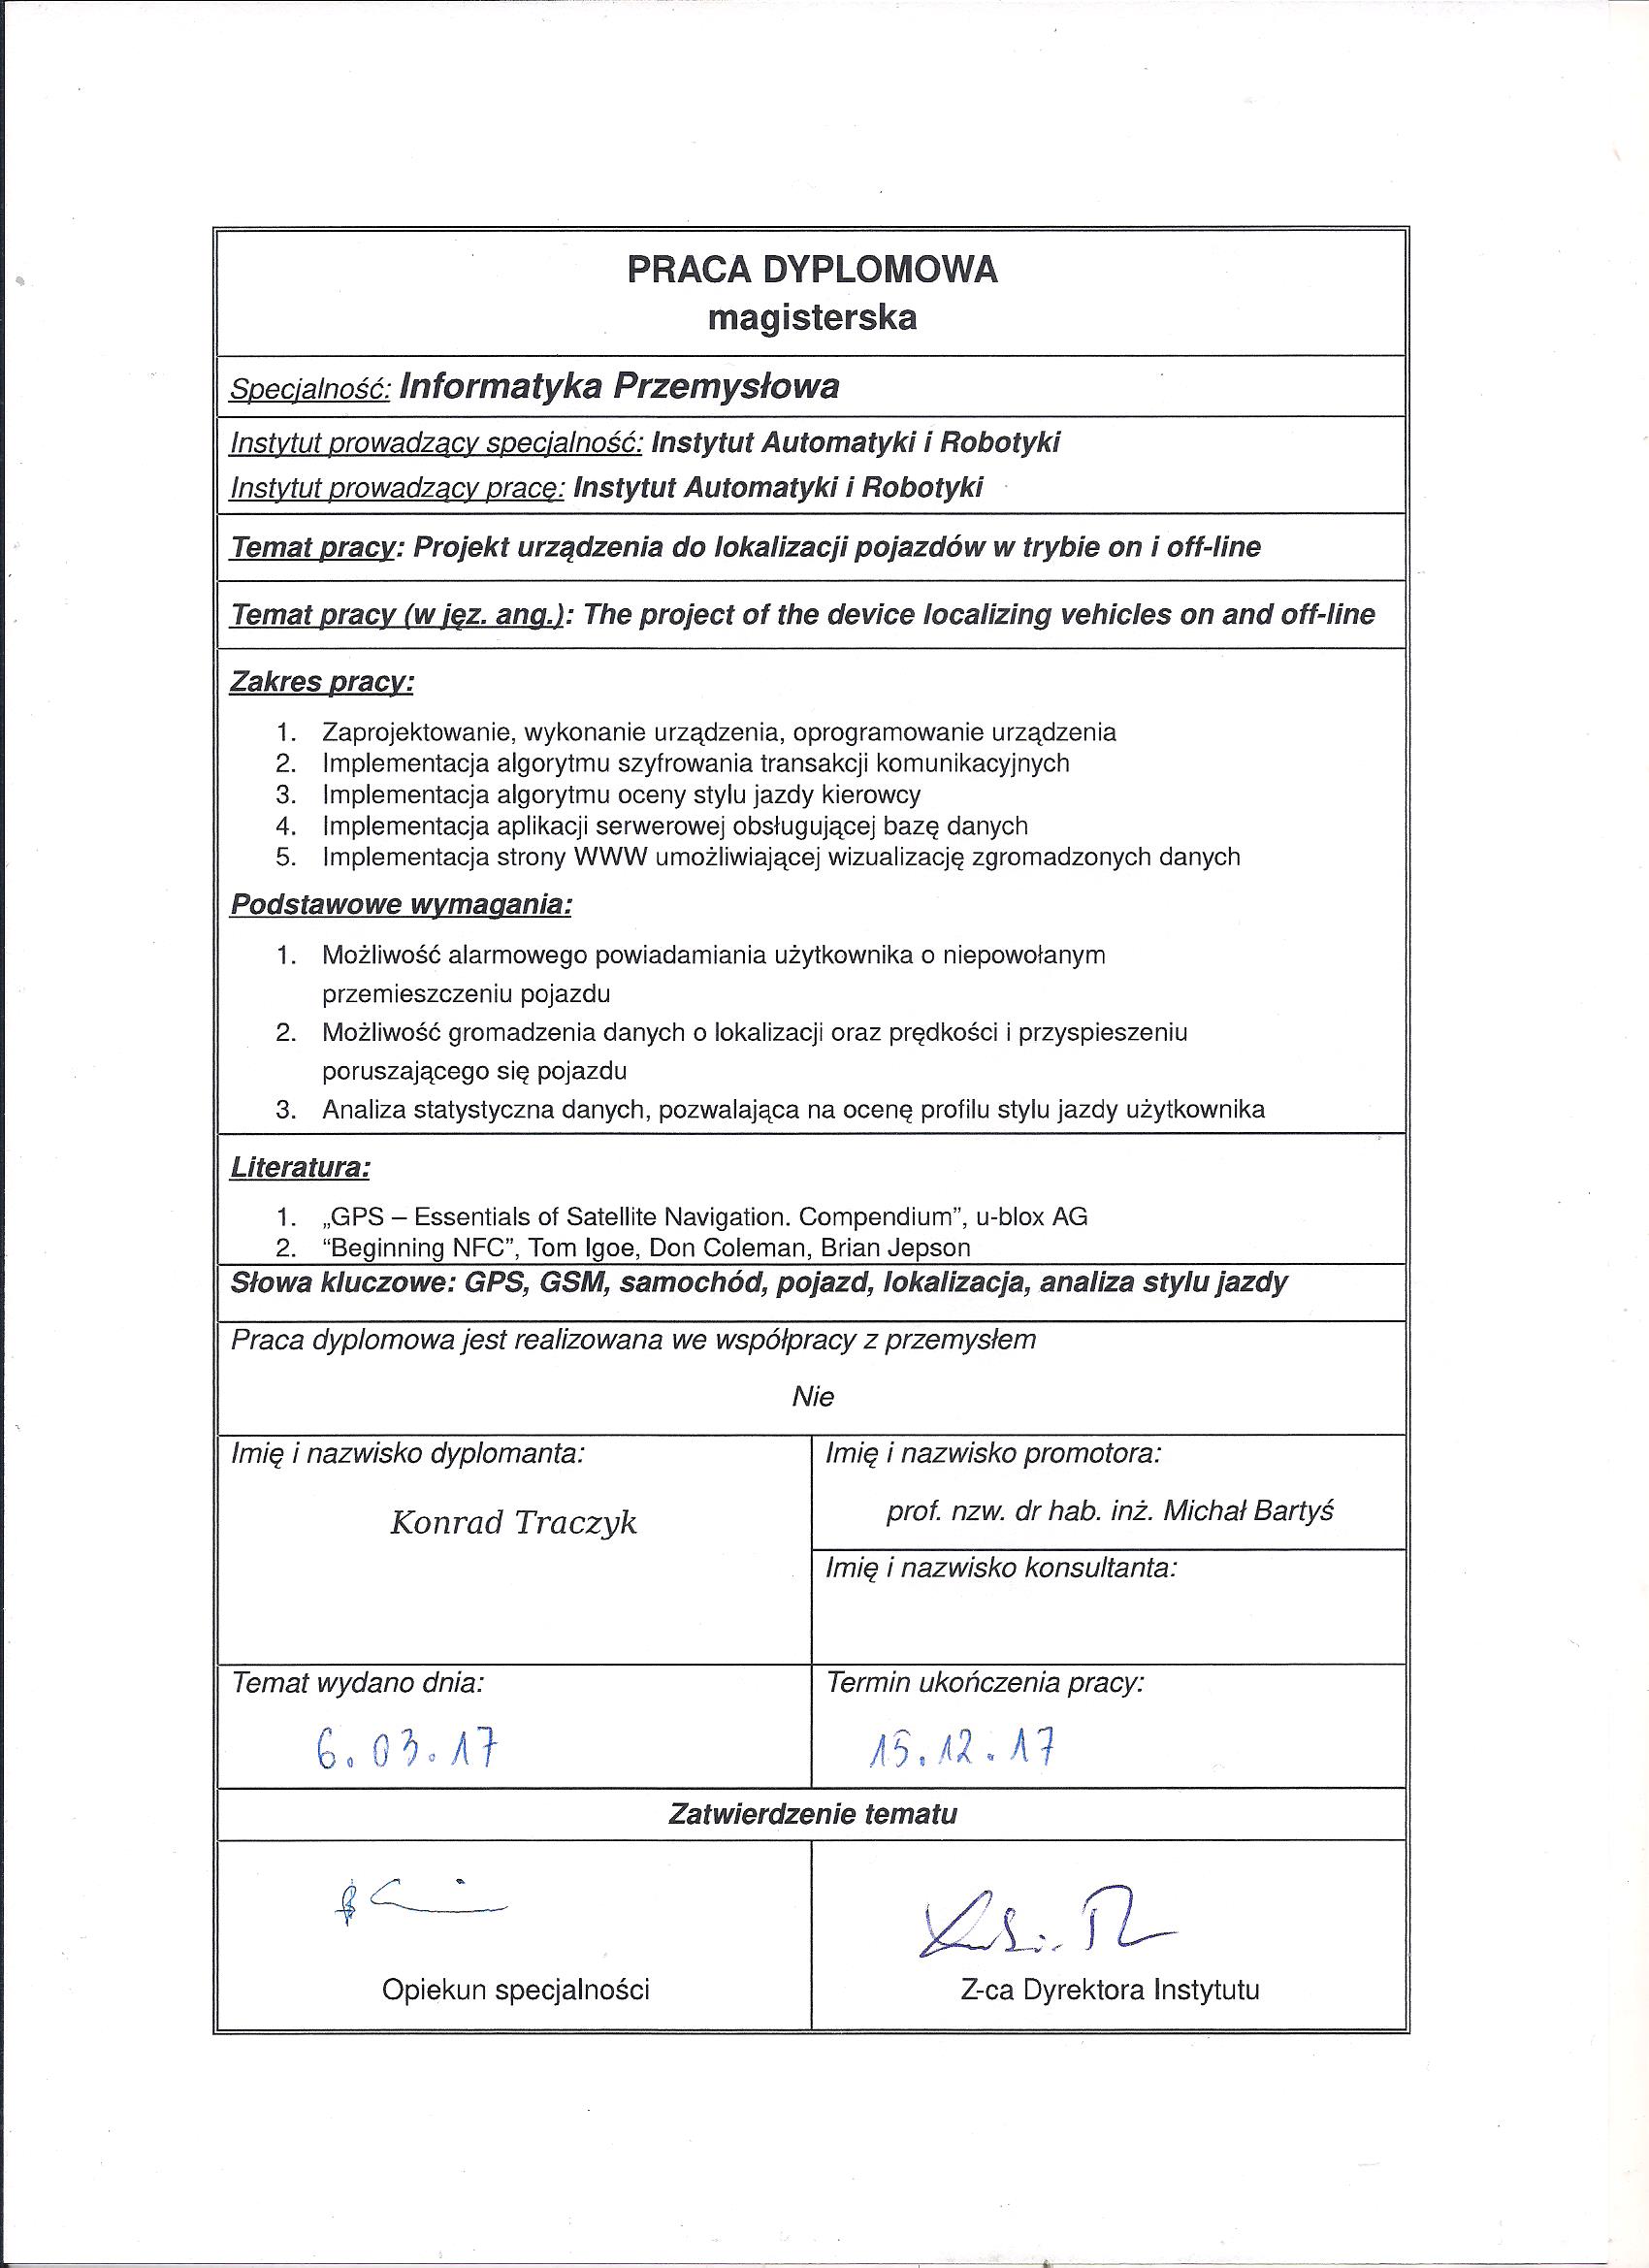 PRACA DYPLOMOWA
magisterska
Specjalność: Informatyka Przemysłowa
Instytut prowadzący specjalność: Instytut Automatyki i Robotyki
Instytut prowadzący pracę: Instytut Automatyki i Robotyki
Temat pracy: Projekt urządzenia do lokalizacji pojazdów w trybie on i off-line
Temat pracy (w jęz. ang.): The project of the device localizing vehicles on and off-line
Zakres pracy:
1. Zaprojektowanie, wykonanie urządzenia, oprogramowanie urządzenia
2. Implementacja algorytmu szyfrowania transakcji komunikacyjnych
3. Implementacja algorytmu oceny stylu jazdy kierowcy
4. Implementacja aplikacji serwerowej obsługującej bazę danych
5. Implementacja strony WWW umożliwiającej wizualizację zgromadzonych danych
Podstawowe wymagania:
1. Możliwość alarmowego powiadamiania użytkownika o niepowołanym
przemieszczeniu pojazdu
2. Możliwość gromadzenia danych o lokalizacji oraz prędkości i przyspieszeniu
poruszającego się pojazdu
3. Analiza statystyczna danych, pozwalająca na ocenę profilu stylu jazdy użytkownika
Literatura:
1. „GPS – Essentials of Satellite Navigation. Compendium”, u-blox AG
2. “Beginning NFC”, Tom Igoe, Don Coleman, Brian Jepson
Słowa kluczowe: GPS, GSM, samochód, pojazd, lokalizacja, analiza stylu jazdy
Praca dyplomowa jest realizowana we współpracy z przemysłem
Nie
Imię i nazwisko dyplomanta:
Konrad Traczyk
Imię i nazwisko promotora:
prof. nzw. dr hab. inż. Michał Bartyś
Imię i nazwisko konsultanta:
Temat wydano dnia:
6.03.17
Termin ukończenia pracy:
15.12.17
Zatwierdzenie tematu
Opiekun specjalności
Z-ca Dyrektora Instytutu